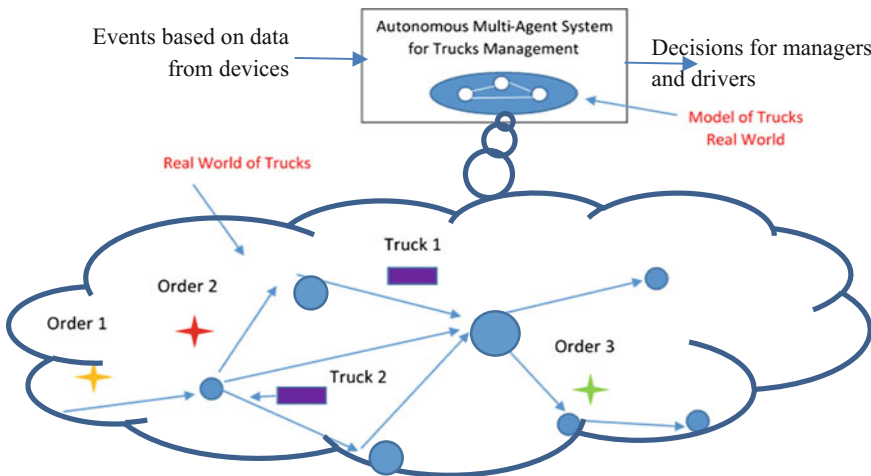 Events based on data
from devices
Autonomous Multi-Agent System
for Trucks Management
Decisions for managers
and drivers
Model of Trucks
Real World
Real World of Trucks
Truck 1
Order 2
Order 1
Order 3
Truck 2